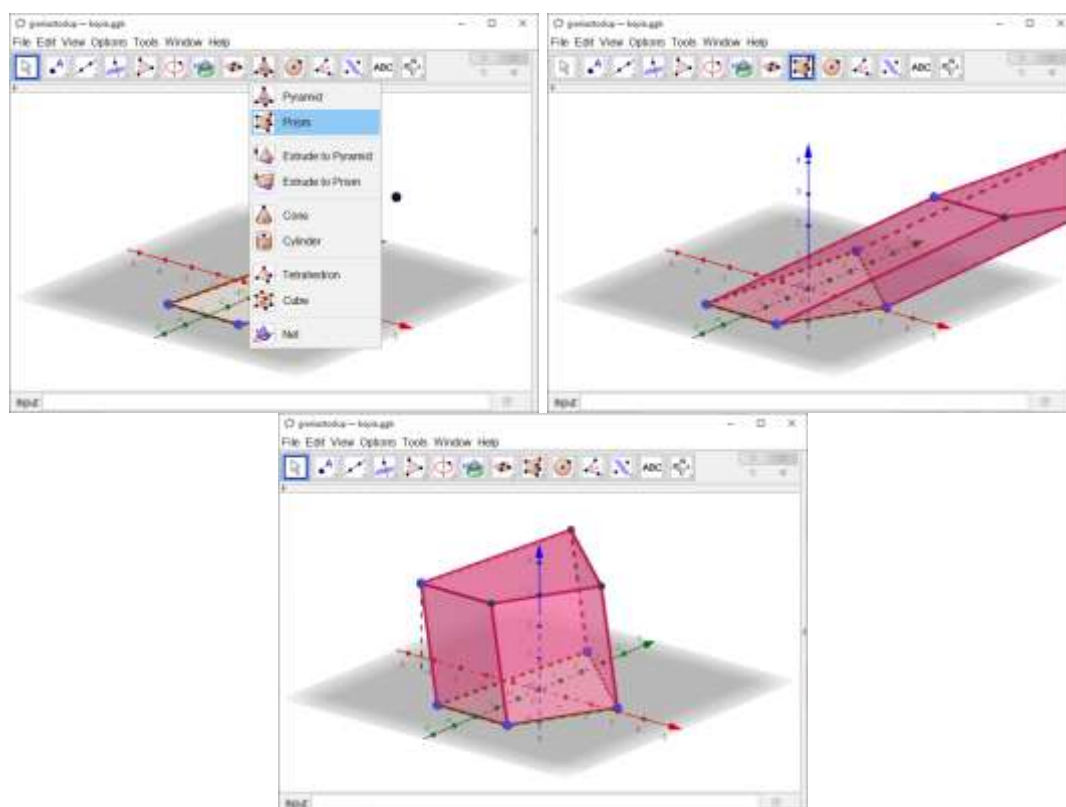 File Edit View Options Tools Window Help
ABC
Pyramid
Prism
Extrude to Pyramid
Extrude to Prism
Cone
Cylinder
Tetrahedron
Cube
Net
Input:
File Edit View Options Tools Window Help
ABC
Input:
File Edit View Options Tools Window Help
ABC
Input: